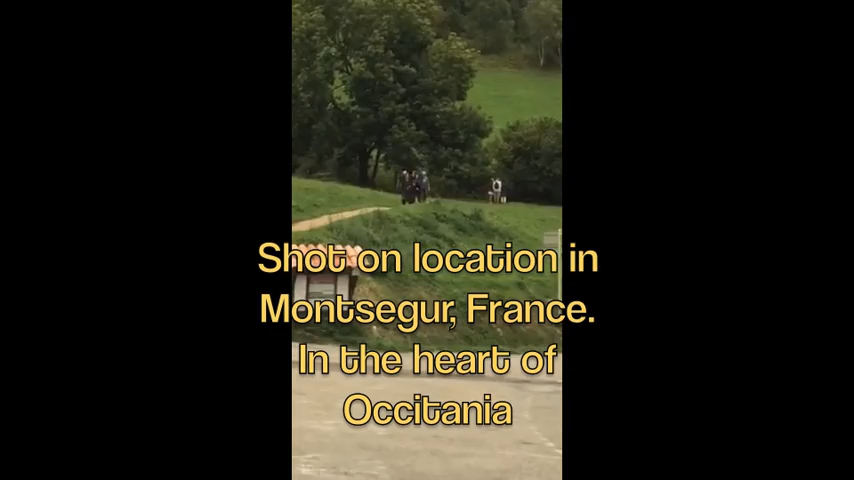 Shot on location in
Montsegur, France.
In the heart of
Occitania